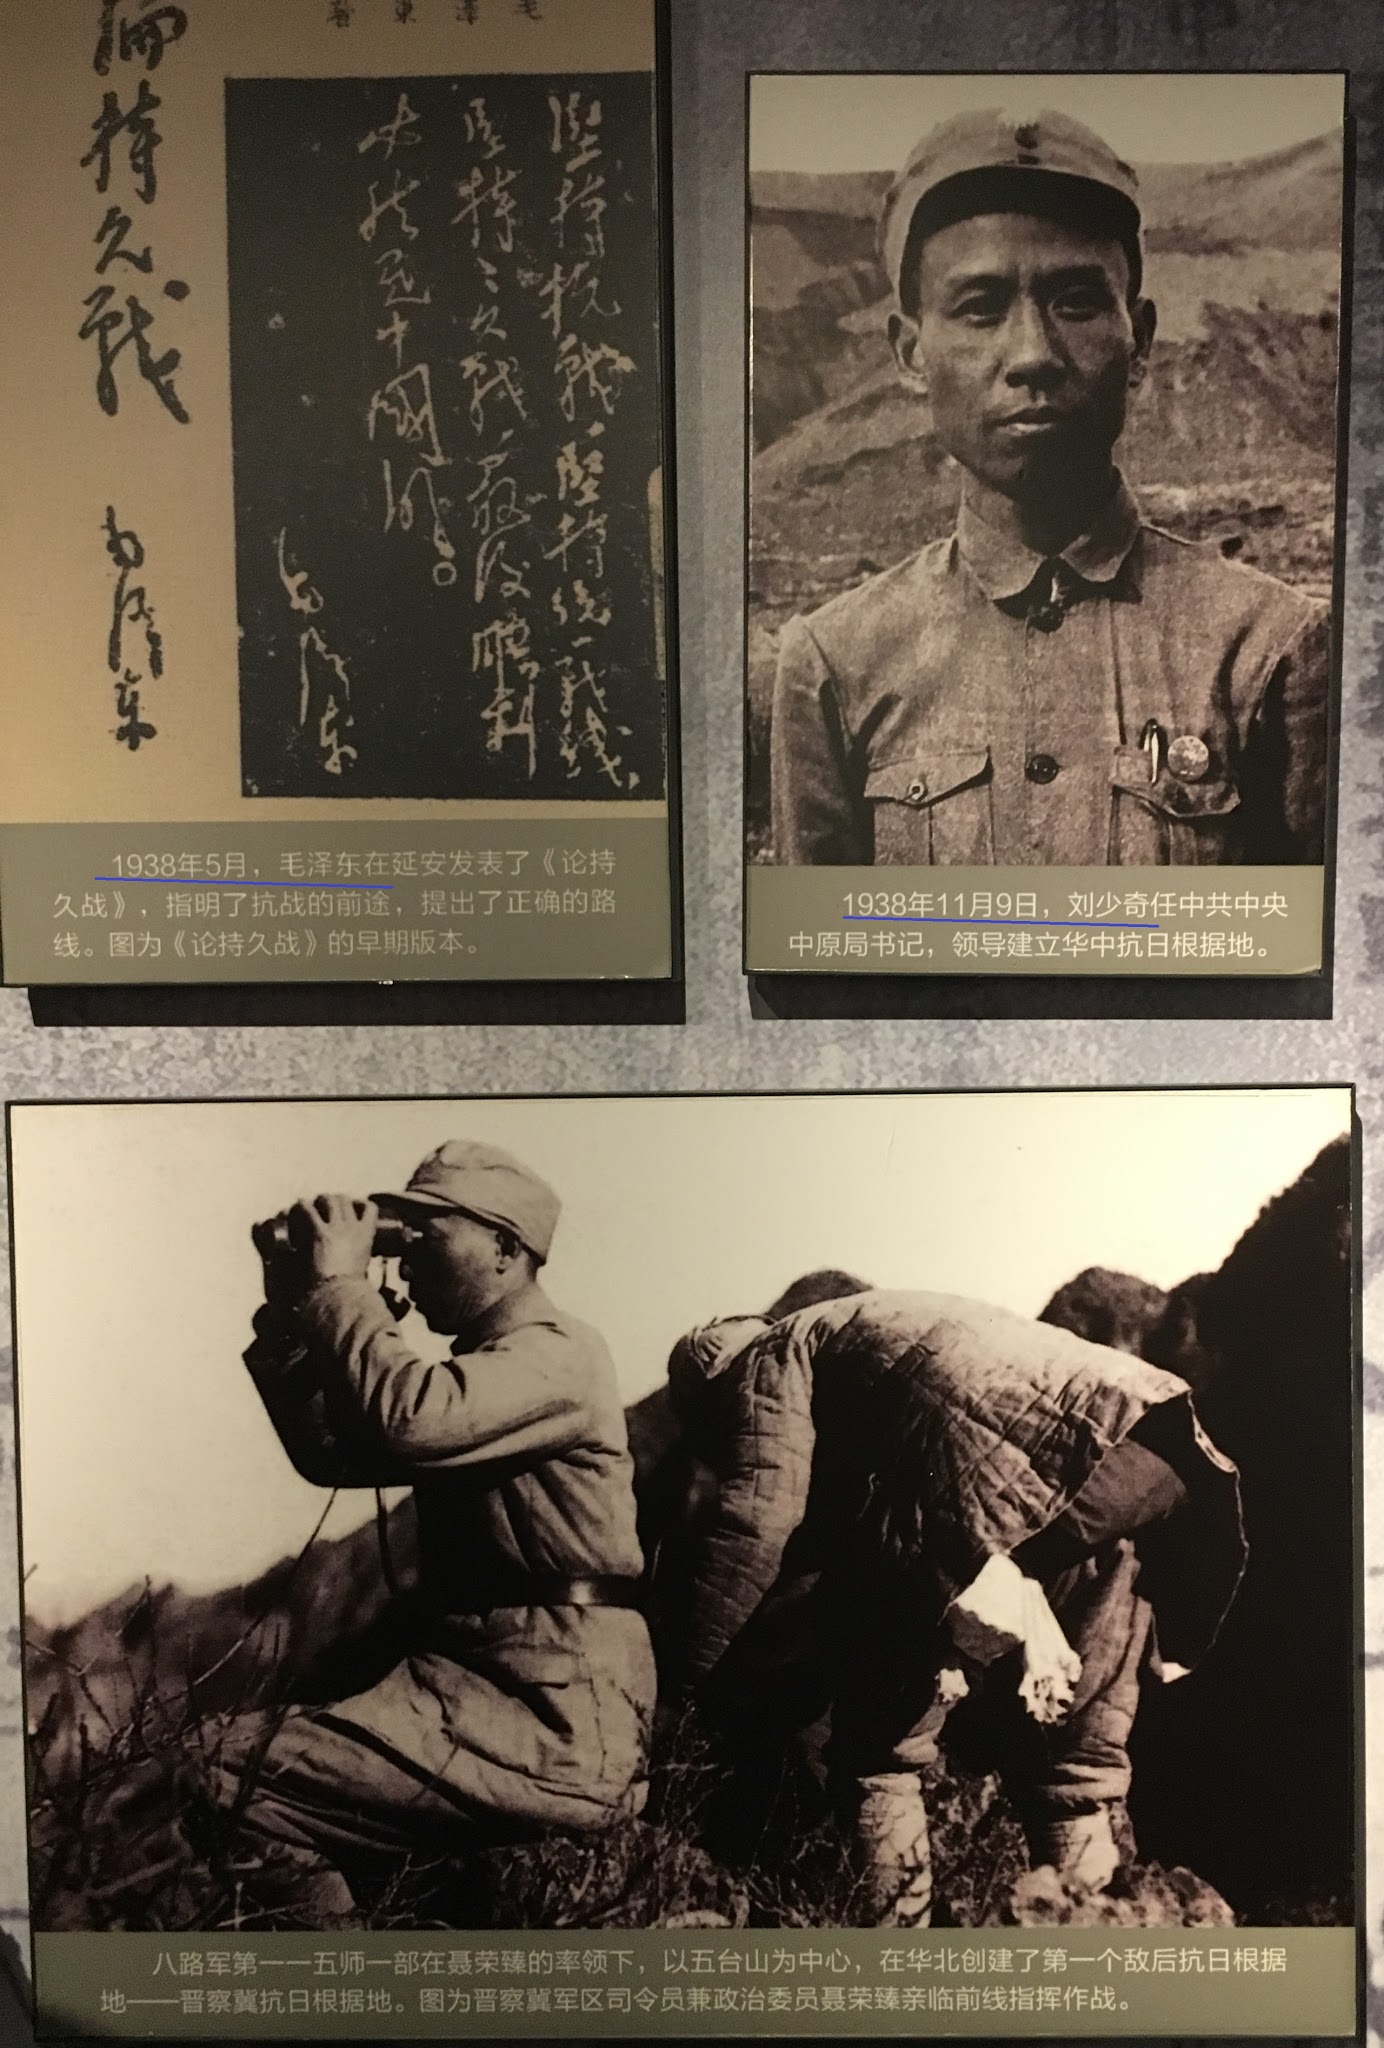 論持久戰
毛澤東
毛澤東著
堅持抗戰，堅持統一戰線，
堅持持久戰，最後勝利
必然是中國的。
毛澤東
1938年5月，毛泽东在延安发表了《论持
久战》，指明了抗战的前途，提出了正确的路
线。图为《论持久战》的早期版本。
1938年11月9日，刘少奇任中共中央
中原局书记，领导建立华中抗日根据地。
八路军第一一五师一部在聂荣臻的率领下，以五台山为中心，在华北创建了第一个敌后抗日根据
地——晋察冀抗日根据地。图为晋察冀军区司令员兼政治委员聂荣臻亲临前线指挥作战。